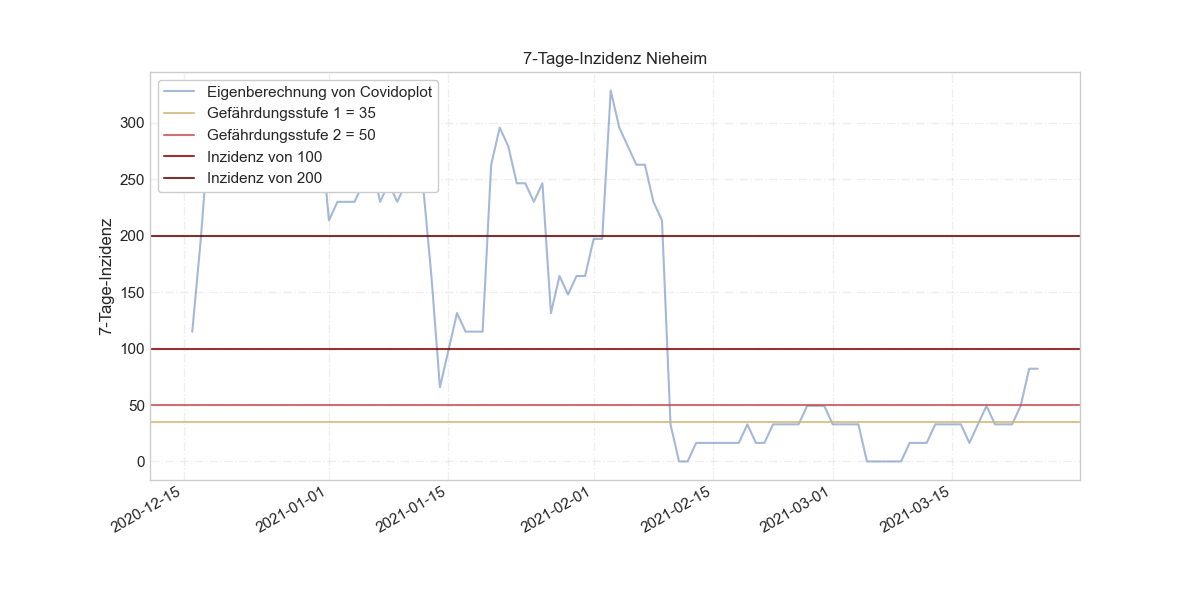 7-Tage-Inzidenz Nieheim
Eigenberechnung von Covidoplot
Gefährdungsstufe 1 = 35
Gefährdungsstufe 2 = 50
Inzidenz von 100
Inzidenz von 200
7-Tage-Inzidenz
300
250
200
150
100
50
0
2020-12-15
2021-01-01
2021-01-15
2021-02-01
2021-02-15
2021-03-01
2021-03-15